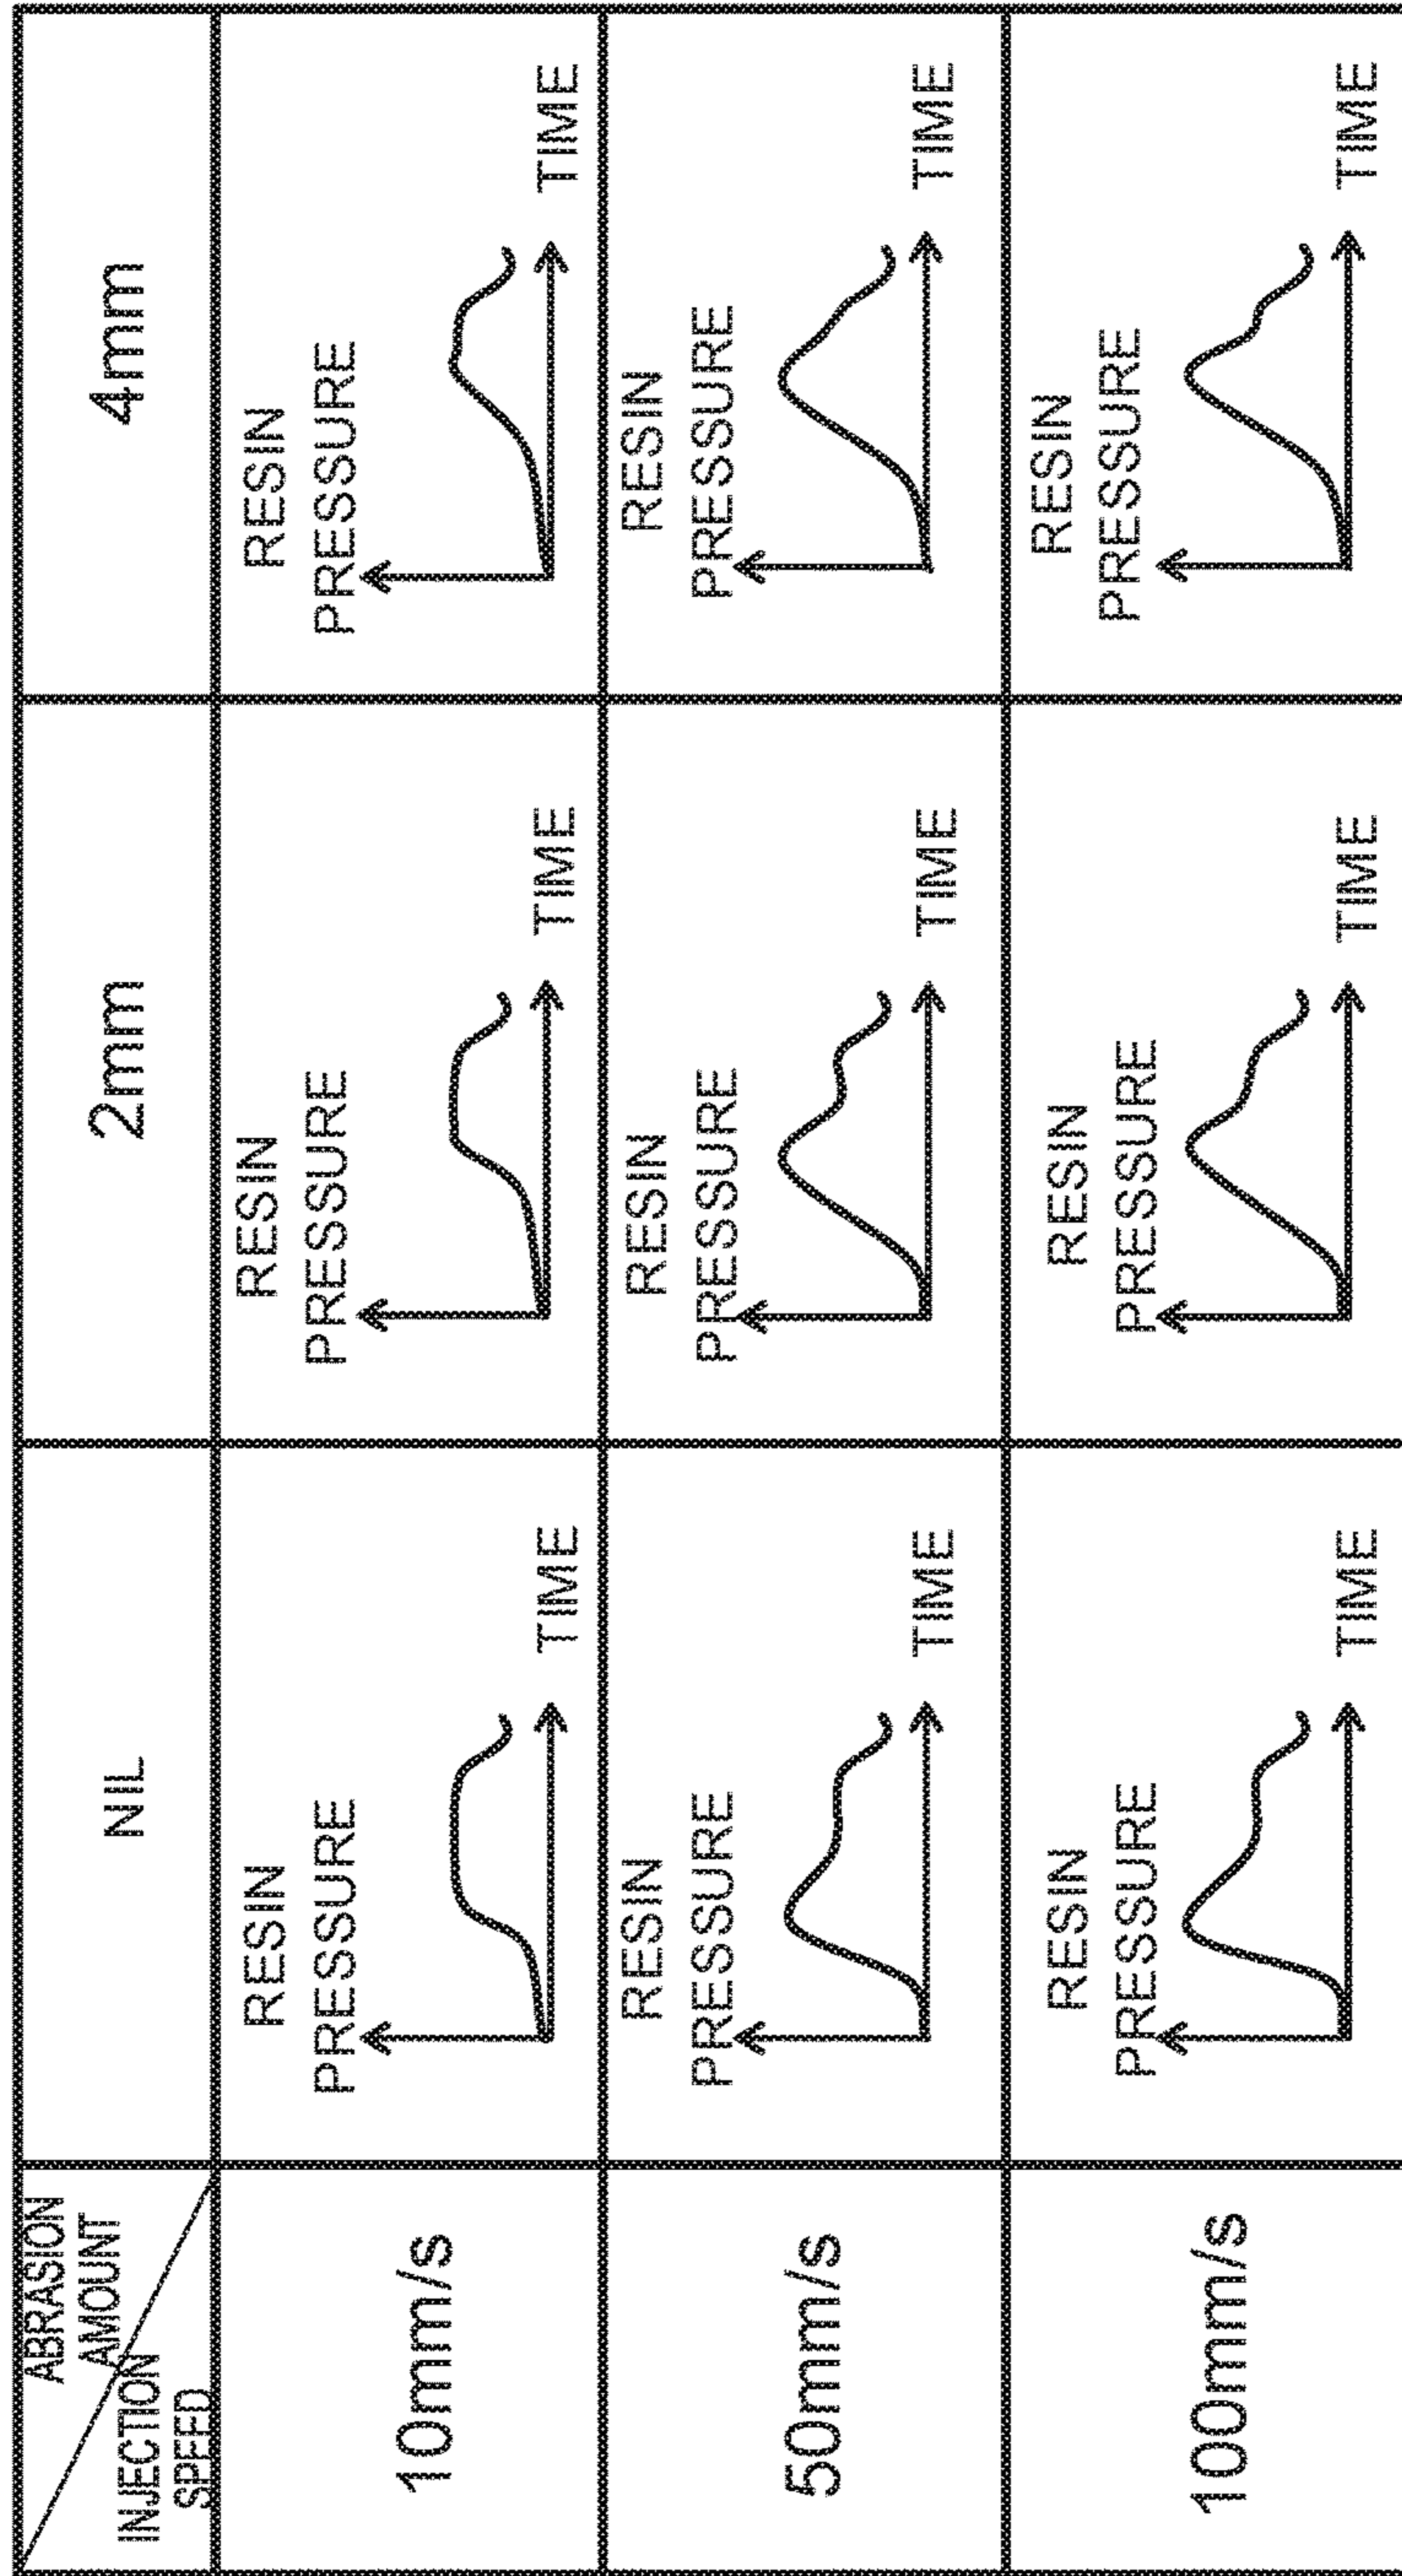 ABRASION
AMOUNT
INJECTION
SPEED
NIL
2mm
4mm
10mm/s
RESIN
PRESSURE
TIME
RESIN
PRESSURE
TIME
RESIN
PRESSURE
TIME
50mm/s
RESIN
PRESSURE
TIME
RESIN
PRESSURE
TIME
RESIN
PRESSURE
TIME
100mm/s
RESIN
PRESSURE
TIME
RESIN
PRESSURE
TIME
RESIN
PRESSURE
TIME